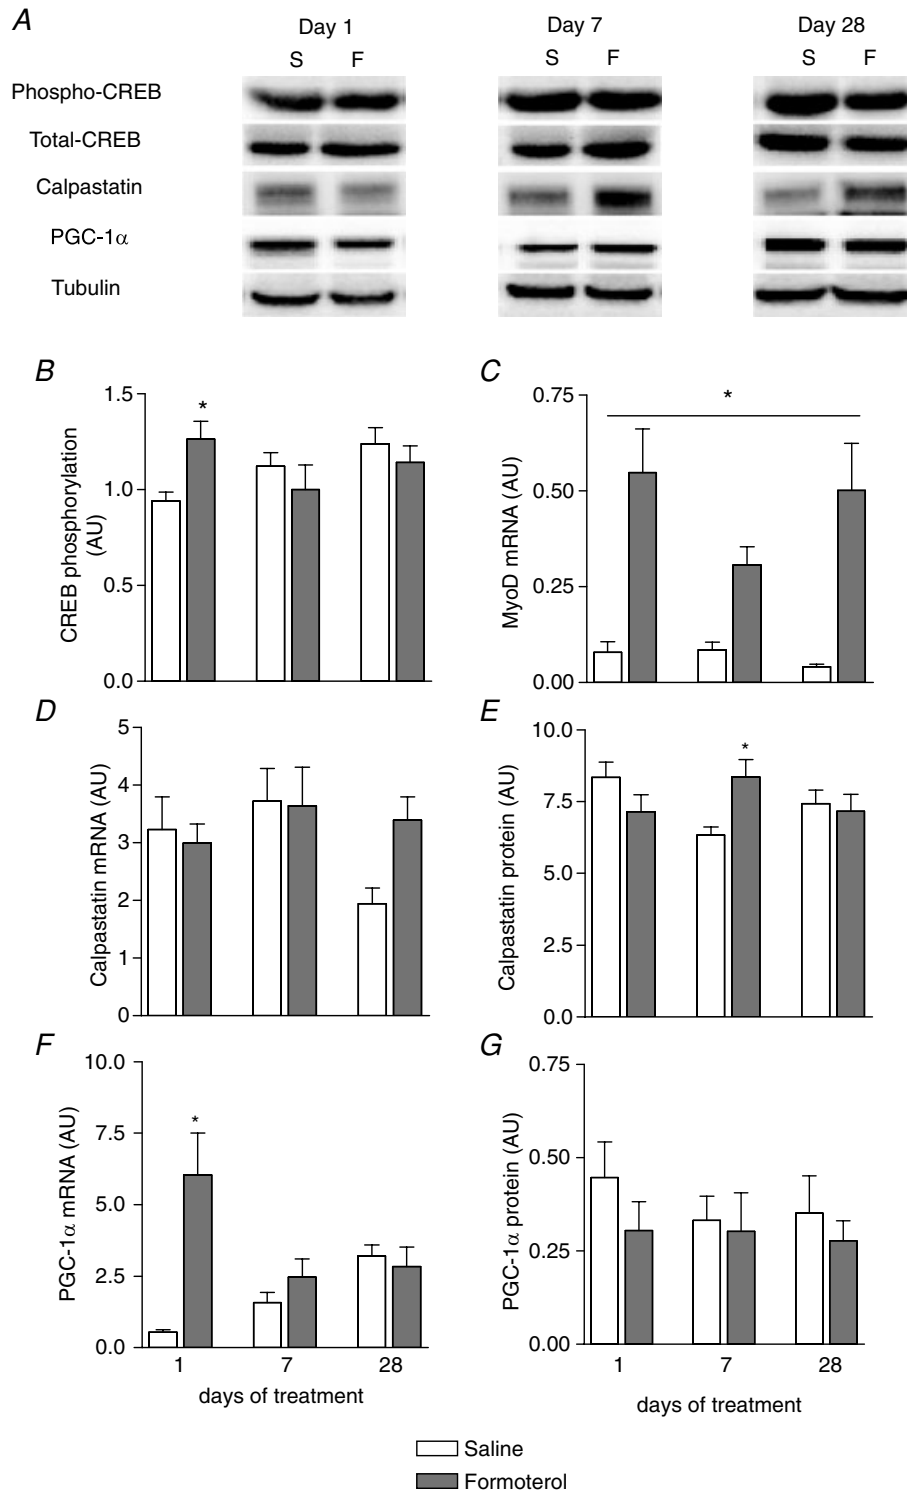 A
Day 1
Day 7
Day 28
S F
S F
S F
Phospho-CREB
Total-CREB
Calpastatin
PGC-1α
Tubulin
B
CREB phosphorylation
(AU)
1.5
1.0
0.5
0.0
*
C
MyoD mRNA (AU)
0.75
0.50
0.25
0.00
*
D
Calpastatin mRNA (AU)
5
4
3
2
1
0
E
Calpastatin protein (AU)
10.0
7.5
5.0
2.5
0.0
*
F
PGC-1α mRNA (AU)
10.0
7.5
5.0
2.5
0.0
*
1 7 28
days of treatment
G
PGC-1α protein (AU)
0.75
0.50
0.25
0.00
1 7 28
days of treatment
Saline
Formoterol